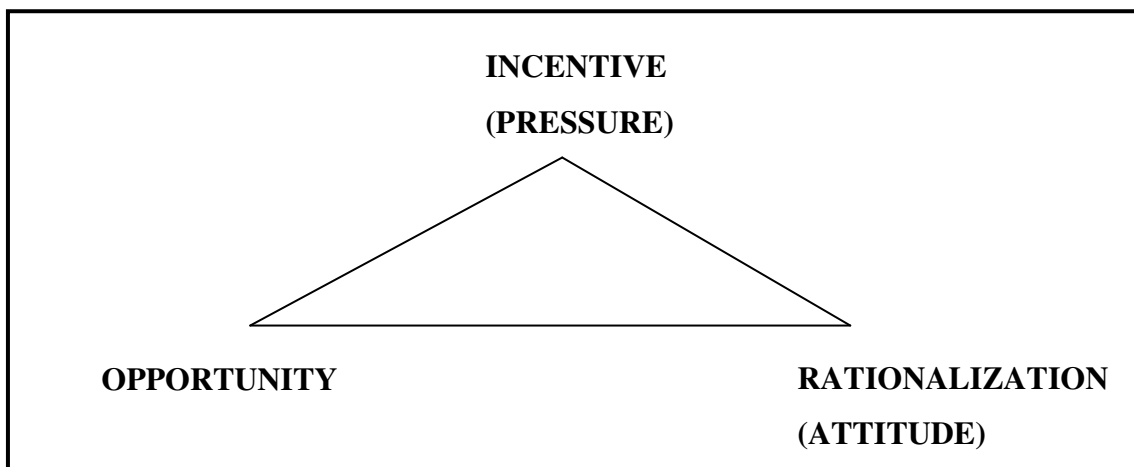 INCENTIVE
(PRESSURE)
OPPORTUNITY
RATIONALIZATION
(ATTITUDE)